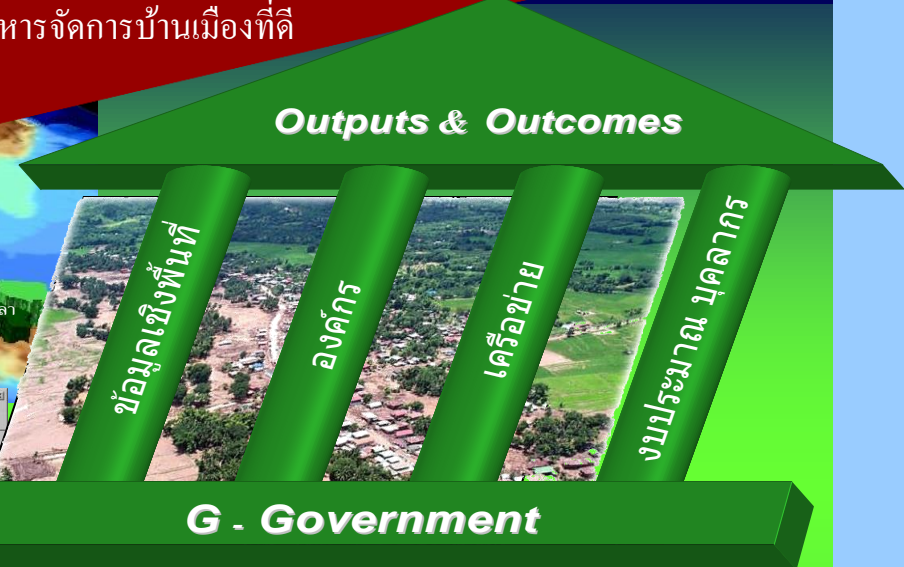 หารจัดการบ้านเมืองที่ดี
Outputs & Outcomes
ข้อมูลเชิงพื้นที่
องค์กร
เครือข่าย
งบประมาณ บุคลากร
G - Government